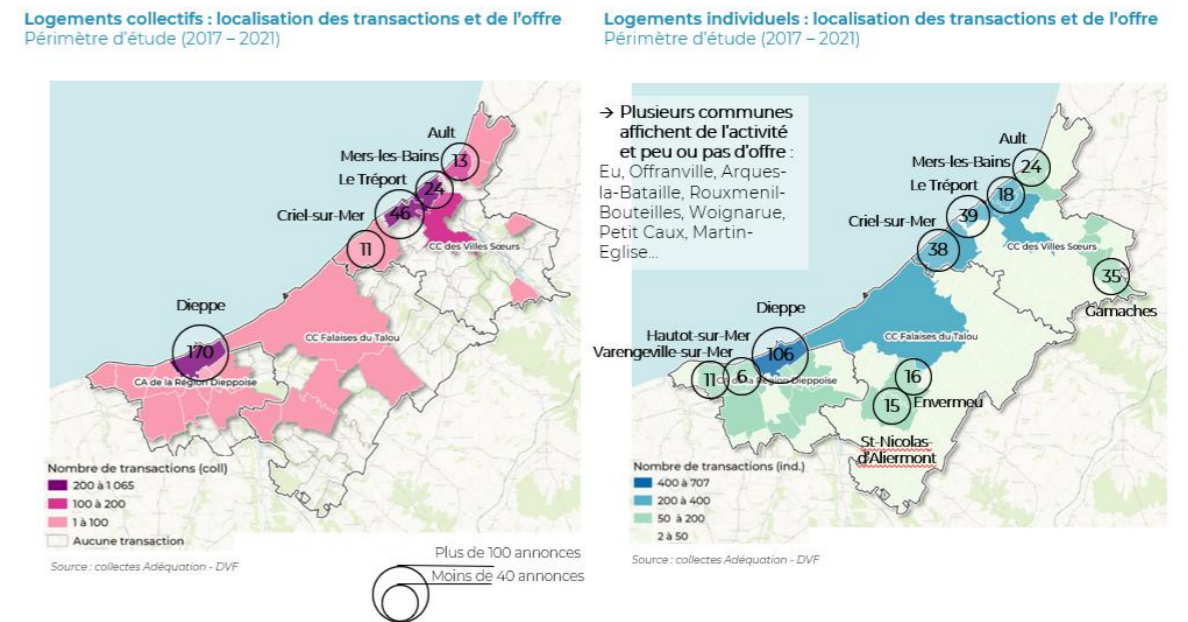 Logements collectifs : localisation des transactions et de l'offre
Périmètre d'étude (2017 – 2021)
Ault
13
Mers-les-Bains
24
Le Tréport
46
Criel-sur-Mer
11
CC des Villes Sœurs
Dieppe
170
CC Falaises du Talou
CA de la Région Dieppoise
Nombre de transactions (coll)
200 à 1 065
100 à 200
1 à 100
Aucune transaction
Source : collectes Adéquation - DVF
Plus de 100 annonces
Moins de 40 annonces
Logements individuels : localisation des transactions et de l'offre
Périmètre d'étude (2017 – 2021)
→ Plusieurs communes
affichent de l'activité
et peu ou pas d'offre :
Eu, Offranville, Arques-
la-Bataille, Rouxmenil-
Bouteilles, Woignarue,
Petit Caux, Martin-
Eglise...
Ault
24
Mers-les-Bains
18
Le Tréport
39
Criel-sur-Mer
38
CC des Villes Sœurs
35
Gamaches
Dieppe
106
CC Falaises du Talou
Hautot-sur-Mer
6
Varengeville-sur-Mer
11
CA de la Région Dieppoise
16
Envermeu
15
St-Nicolas-
d'Aliermont
Nombre de transactions (ind.)
400 à 707
200 à 400
50 à 200
2 à 50
Source : collectes Adéquation - DVF